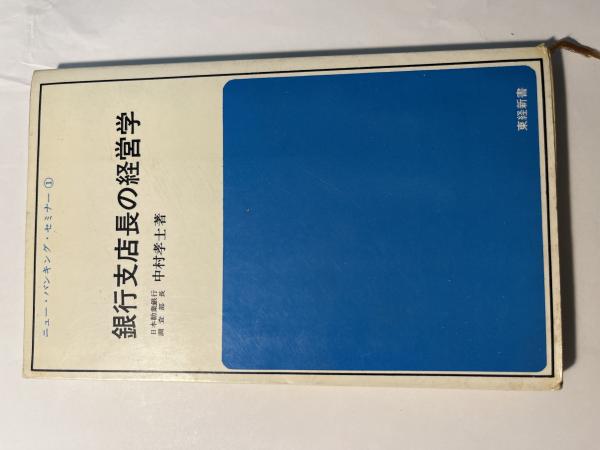 ニュー・バンキング・セミナー ①
銀行支店長の経営学
日本勧業銀行
調査部長
中村孝士著
東経新書